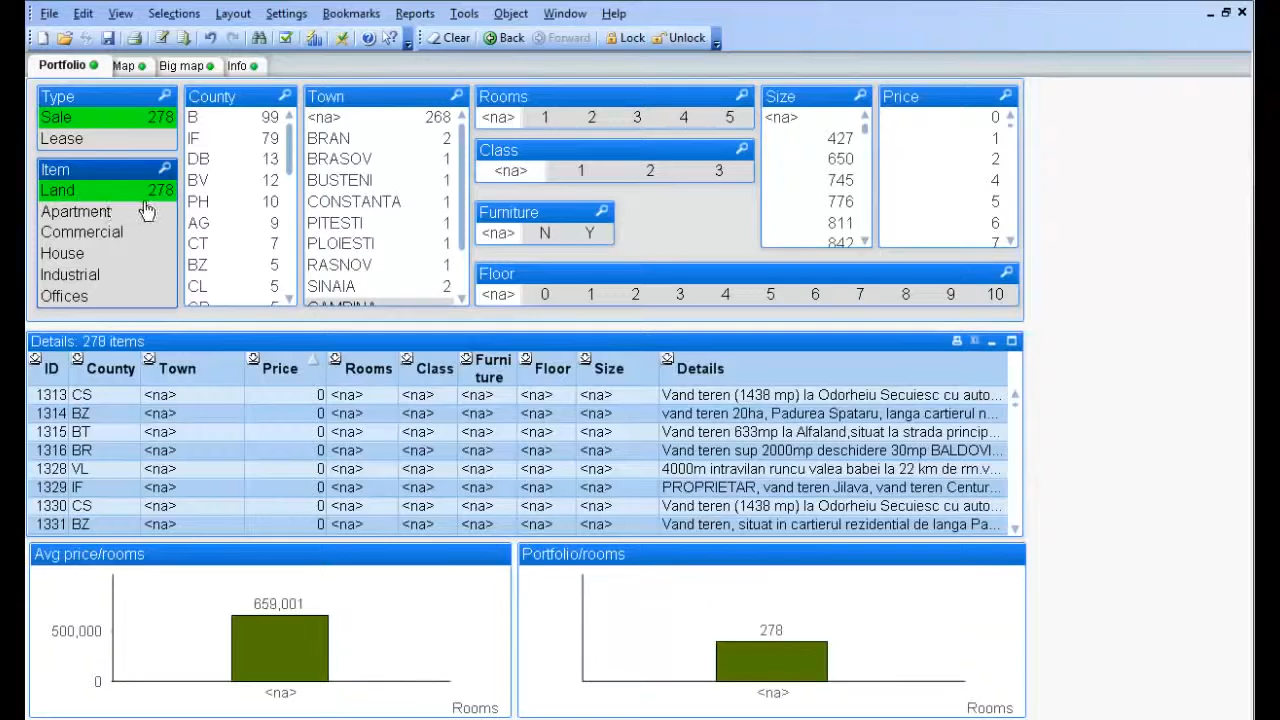 File Edit View Selections Layout Settings Bookmarks Reports Tools Object Window Help
Clear Back Forward Lock Unlock
Portfolio Map Big map Info
Type
Sale 278
Lease
Item
Land 278
Apartment
Commercial
House
Industrial
Offices
County
B 99
IF 79
DB 13
BV 12
PH 10
AG 9
CT 7
BZ 5
CL 5
Town
<na> 268
BRAN 2
BRASOV 1
BUSTENI 1
CONSTANTA 1
PITESTI 1
PLOIESTI 1
RASNOV 1
SINAIA 2
CAMPINA
Rooms
<na> 1 2 3 4 5
Class
<na> 1 2 3
Furniture
<na> N Y
Floor
<na> 0 1 2 3 4 5 6 7 8 9 10
Size
<na>
427
650
745
776
811
842
Price
0
1
2
4
5
6
7
Details: 278 items
ID County Town Price Rooms Class Furni Floor Size Details
ture
1313 CS <na> 0 <na> <na> <na> <na> <na> Vand teren (1438 mp) la Odorheiu Secuiesc cu auto...
1314 BZ <na> 0 <na> <na> <na> <na> <na> vand teren 20ha, Padurea Spataru, langa cartierul n...
1315 BT <na> 0 <na> <na> <na> <na> <na> Vand teren 633mp la Alfaland,situat la strada princip...
1316 BR <na> 0 <na> <na> <na> <na> <na> Vand teren sup 2000mp deschidere 30mp BALDOVI...
1328 VL <na> 0 <na> <na> <na> <na> <na> 4000m intravilan runcu valea babei la 22 km de rm.v...
1329 IF <na> 0 <na> <na> <na> <na> <na> PROPRIETAR, vand teren Jilava, vand teren Centur...
1330 CS <na> 0 <na> <na> <na> <na> <na> Vand teren (1438 mp) la Odorheiu Secuiesc cu auto...
1331 BZ <na> 0 <na> <na> <na> <na> <na> Vand teren, situat in cartierul rezidential de langa Pa...
Avg price/rooms
659,001
500,000
0
<na>
Rooms
Portfolio/rooms
278
<na>
Rooms